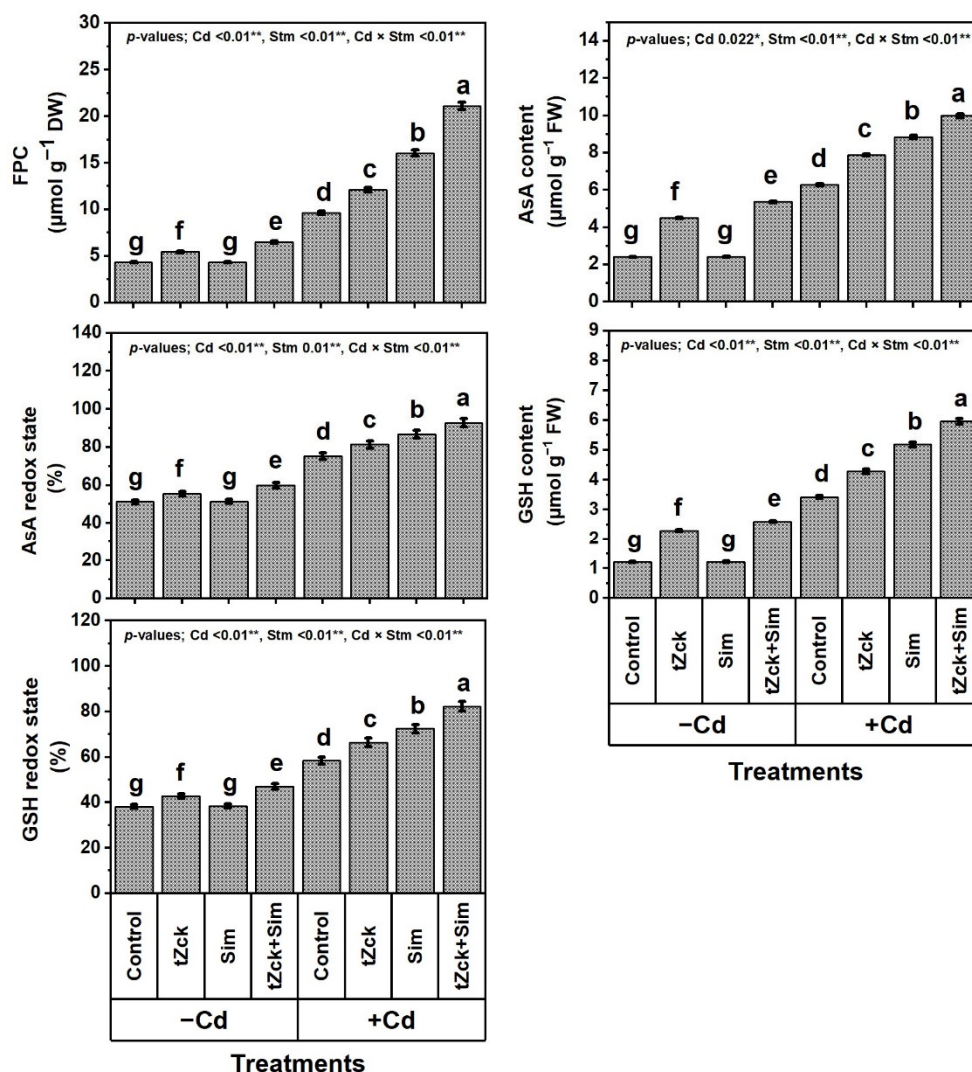 p-values; Cd <0.01**, Stm <0.01**, Cd × Stm <0.01**
FPC
(µmol g−1 DW)
30
25
20
15
10
5
0
g
f
g
e
d
c
b
a
p-values; Cd <0.01**, Stm 0.01**, Cd × Stm <0.01**
AsA redox state
(%)
140
120
100
80
60
40
20
0
g
f
g
e
d
c
b
a
p-values; Cd <0.01**, Stm <0.01**, Cd × Stm <0.01**
GSH redox state
(%)
120
100
80
60
40
20
0
g
f
g
e
d
c
b
a
Control
tZck
Sim
tZck+Sim
Control
tZck
Sim
tZck+Sim
−Cd
+Cd
Treatments
p-values; Cd 0.022*, Stm <0.01**, Cd × Stm <0.01**
AsA content
(µmol g−1 FW)
14
12
10
8
6
4
2
0
g
f
g
e
d
c
b
a
p-values; Cd <0.01**, Stm <0.01**, Cd × Stm <0.01**
GSH content
(µmol g−1 FW)
9
8
7
6
5
4
3
2
1
0
g
f
g
e
d
c
b
a
Control
tZck
Sim
tZck+Sim
Control
tZck
Sim
tZck+Sim
−Cd
+Cd
Treatments